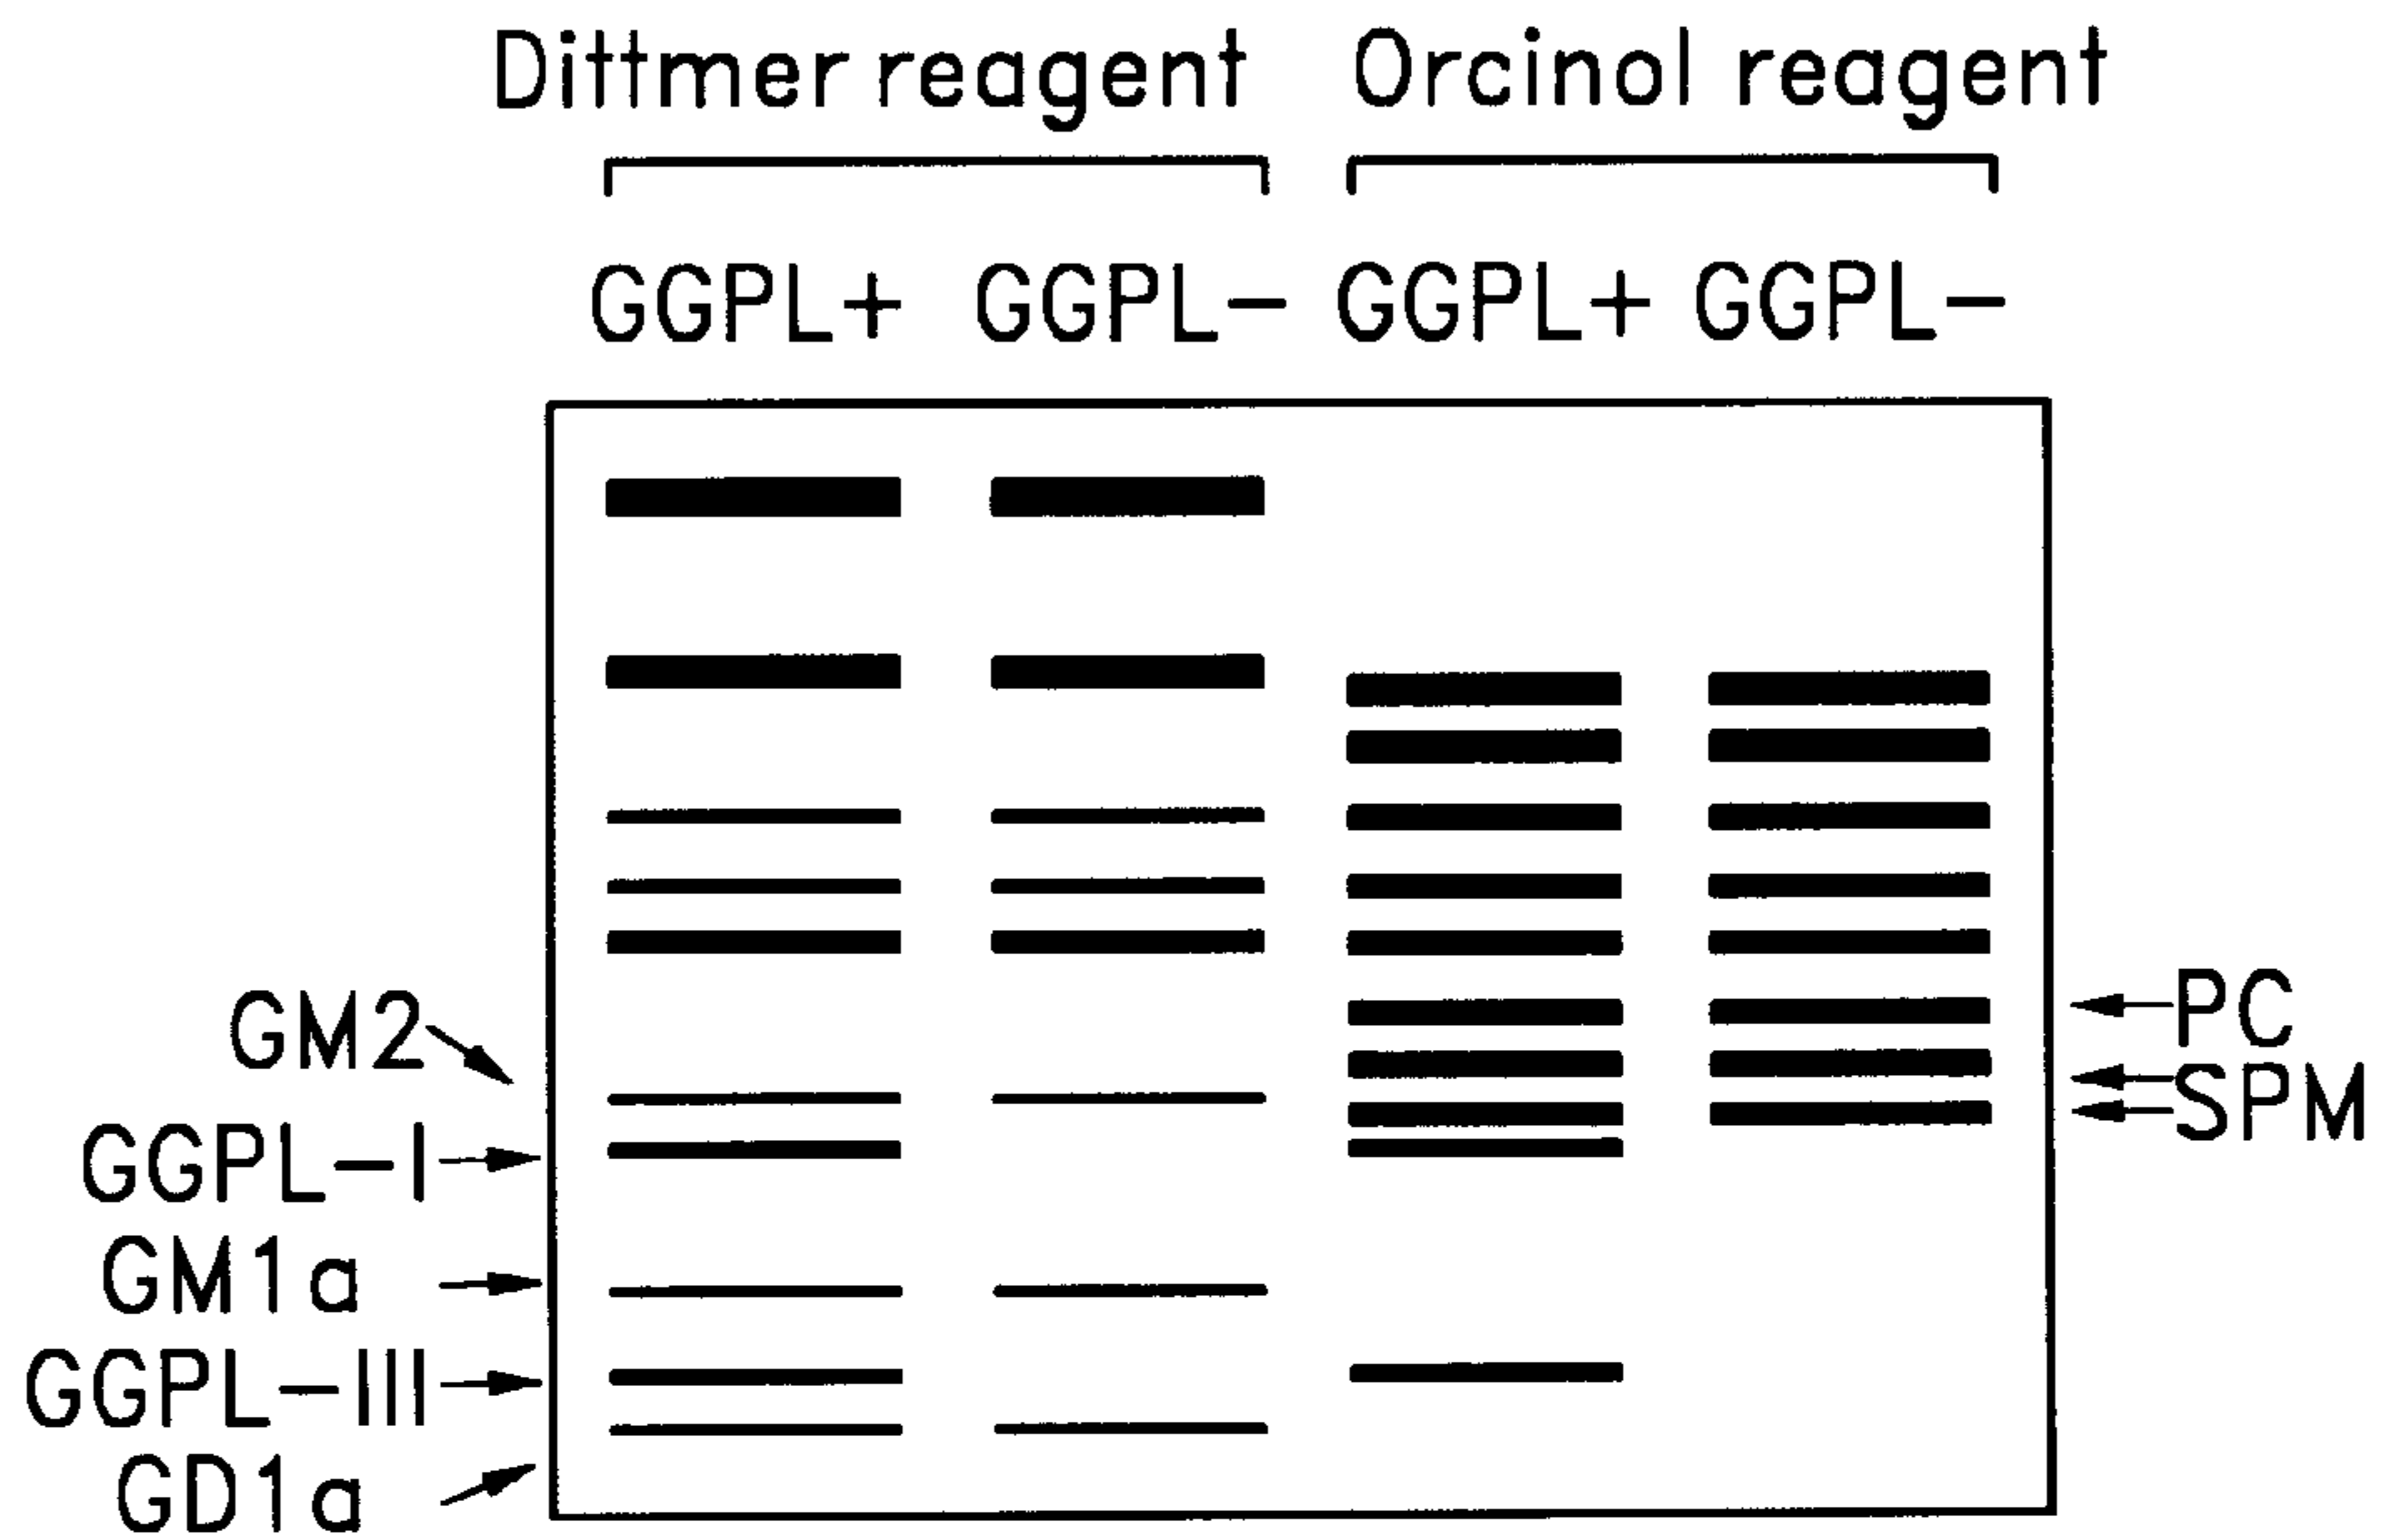 Dittmer reagent Orcinol reagent
GGPL+ GGPL- GGPL+ GGPL-
GM2
GGPL-I
GM1a
GGPL-III
GD1a
PC
SPM